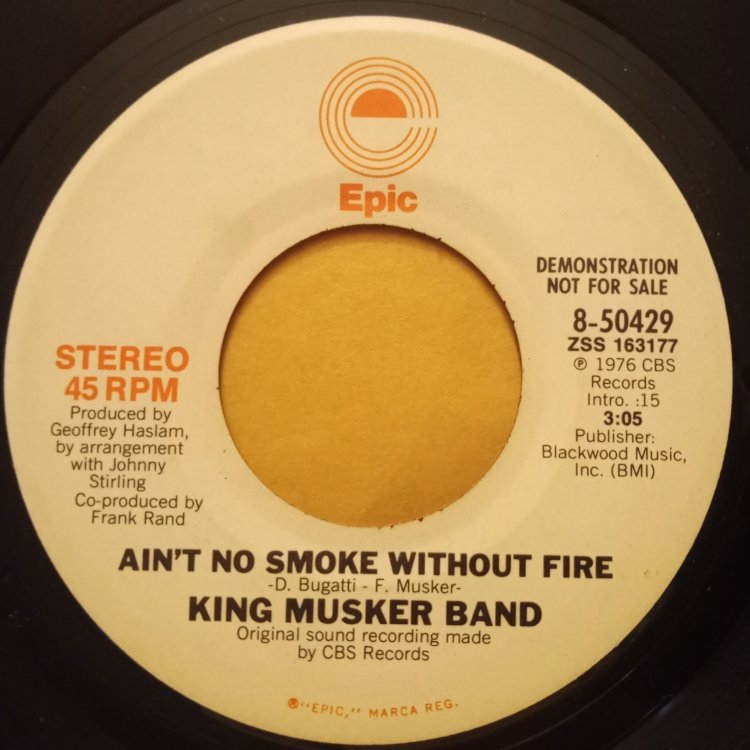 Epic
DEMONSTRATION
NOT FOR SALE
8-50429
ZSS 163177
℗ 1976 CBS
Records
Intro. :15
3:05
Publisher:
Blackwood Music,
Inc. (BMI)
STEREO
45 RPM
Produced by
Geoffrey Haslam,
by arrangement
with Johnny
Stirling
Co-produced by
Frank Rand
AIN'T NO SMOKE WITHOUT FIRE
-D. Bugatti - F. Musker-
KING MUSKER BAND
Original sound recording made
by CBS Records
®"EPIC," MARCA REG.